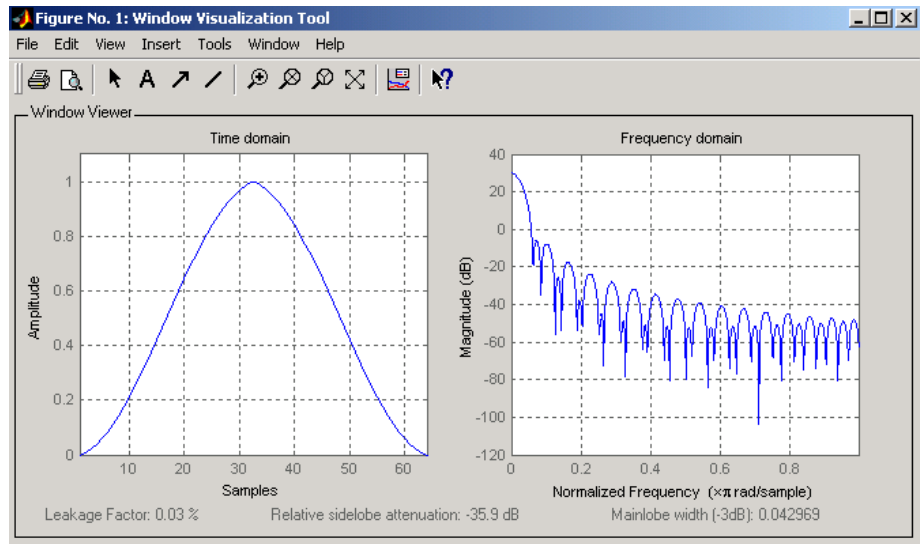 Figure No. 1: Window Visualization Tool
File Edit View Insert Tools Window Help
A
?
Window Viewer
Time domain
Frequency domain
1
0.8
0.6
0.4
0.2
0
Amplitude
10 20 30 40 50 60
Samples
40
20
0
-20
-40
-60
-80
-100
-120
Magnitude (dB)
0 0.2 0.4 0.6 0.8
Normalized Frequency (×π rad/sample)
Leakage Factor: 0.03 %
Relative sidelobe attenuation: -35.9 dB
Mainlobe width (-3dB): 0.042969